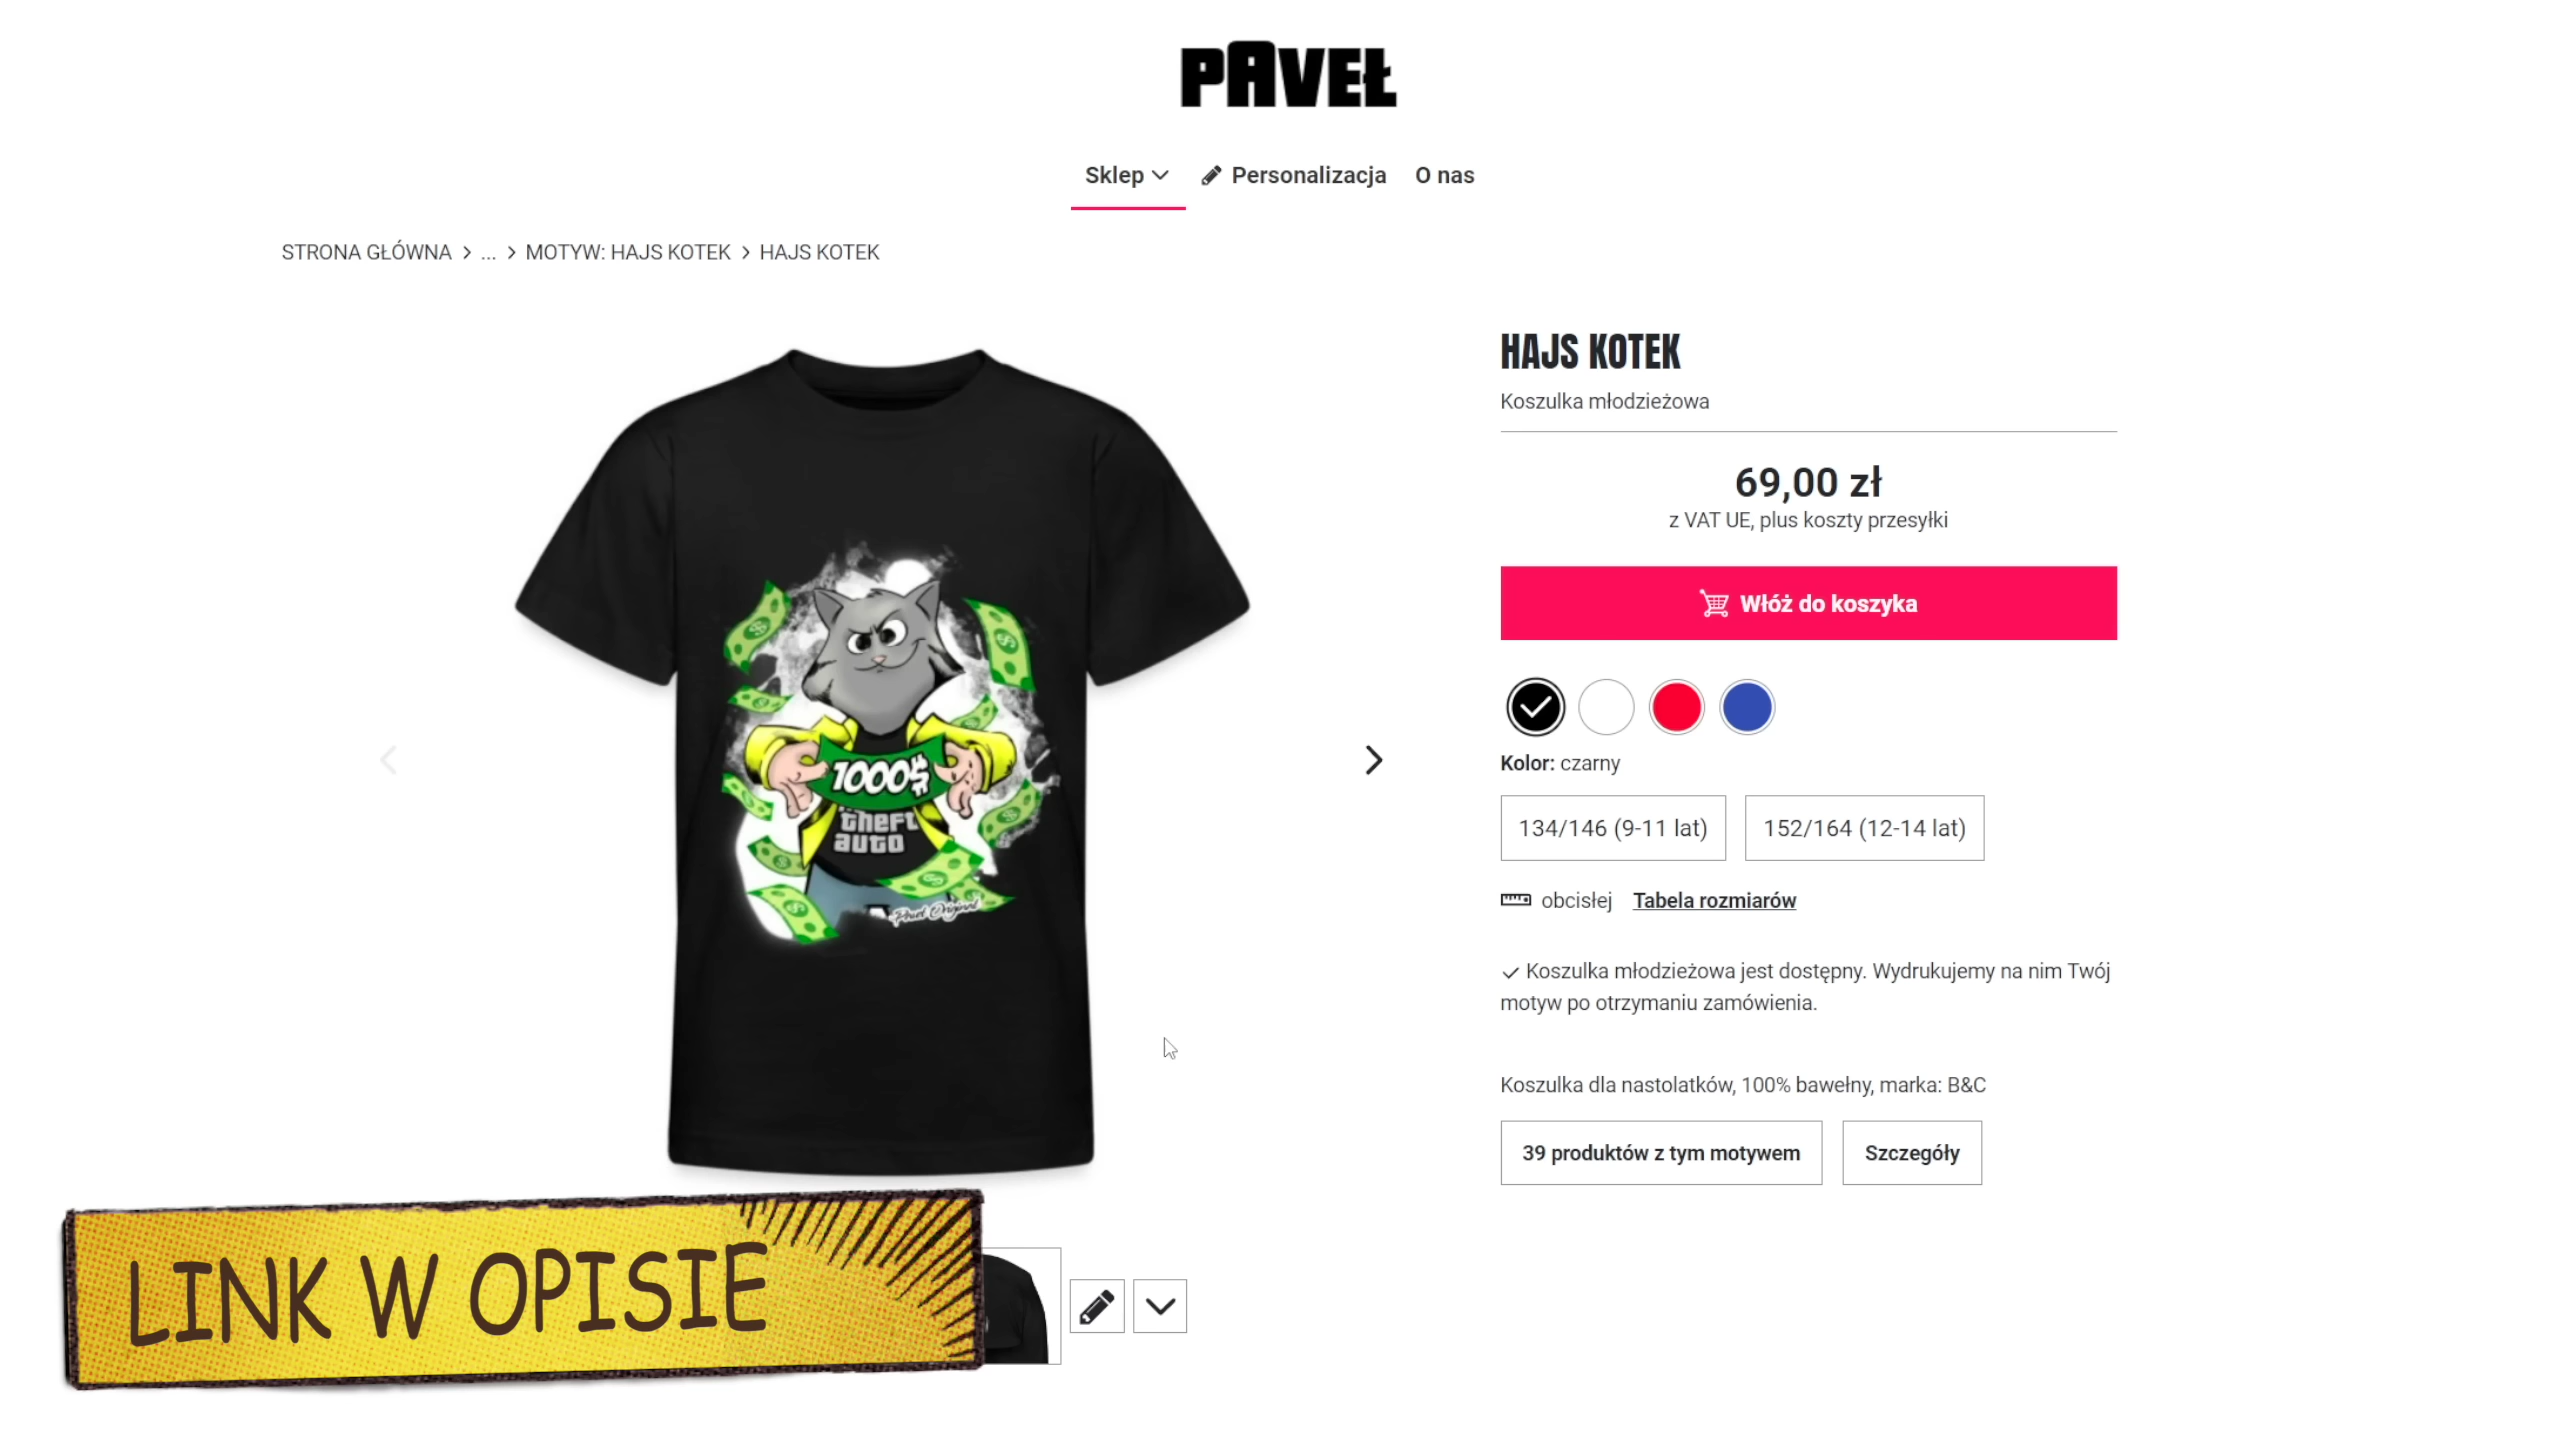 PAVEŁ
Sklep Personalizacja O nas
STRONA GŁÓWNA > ... > MOTYW: HAJS KOTEK > HAJS KOTEK
HAJS KOTEK
Koszulka młodzieżowa
69,00 zł
z VAT UE, plus koszty przesyłki
Włóż do koszyka
Kolor: czarny
134/146 (9-11 lat) 152/164 (12-14 lat)
obcisłej Tabela rozmiarów
✓ Koszulka młodzieżowa jest dostępny. Wydrukujemy na nim Twój
motyw po otrzymaniu zamówienia.
Koszulka dla nastolatków, 100% bawełny, marka: B&C
39 produktów z tym motywem Szczegóły
1000$
theft
auto
Pavel Original
LINK W OPISIE